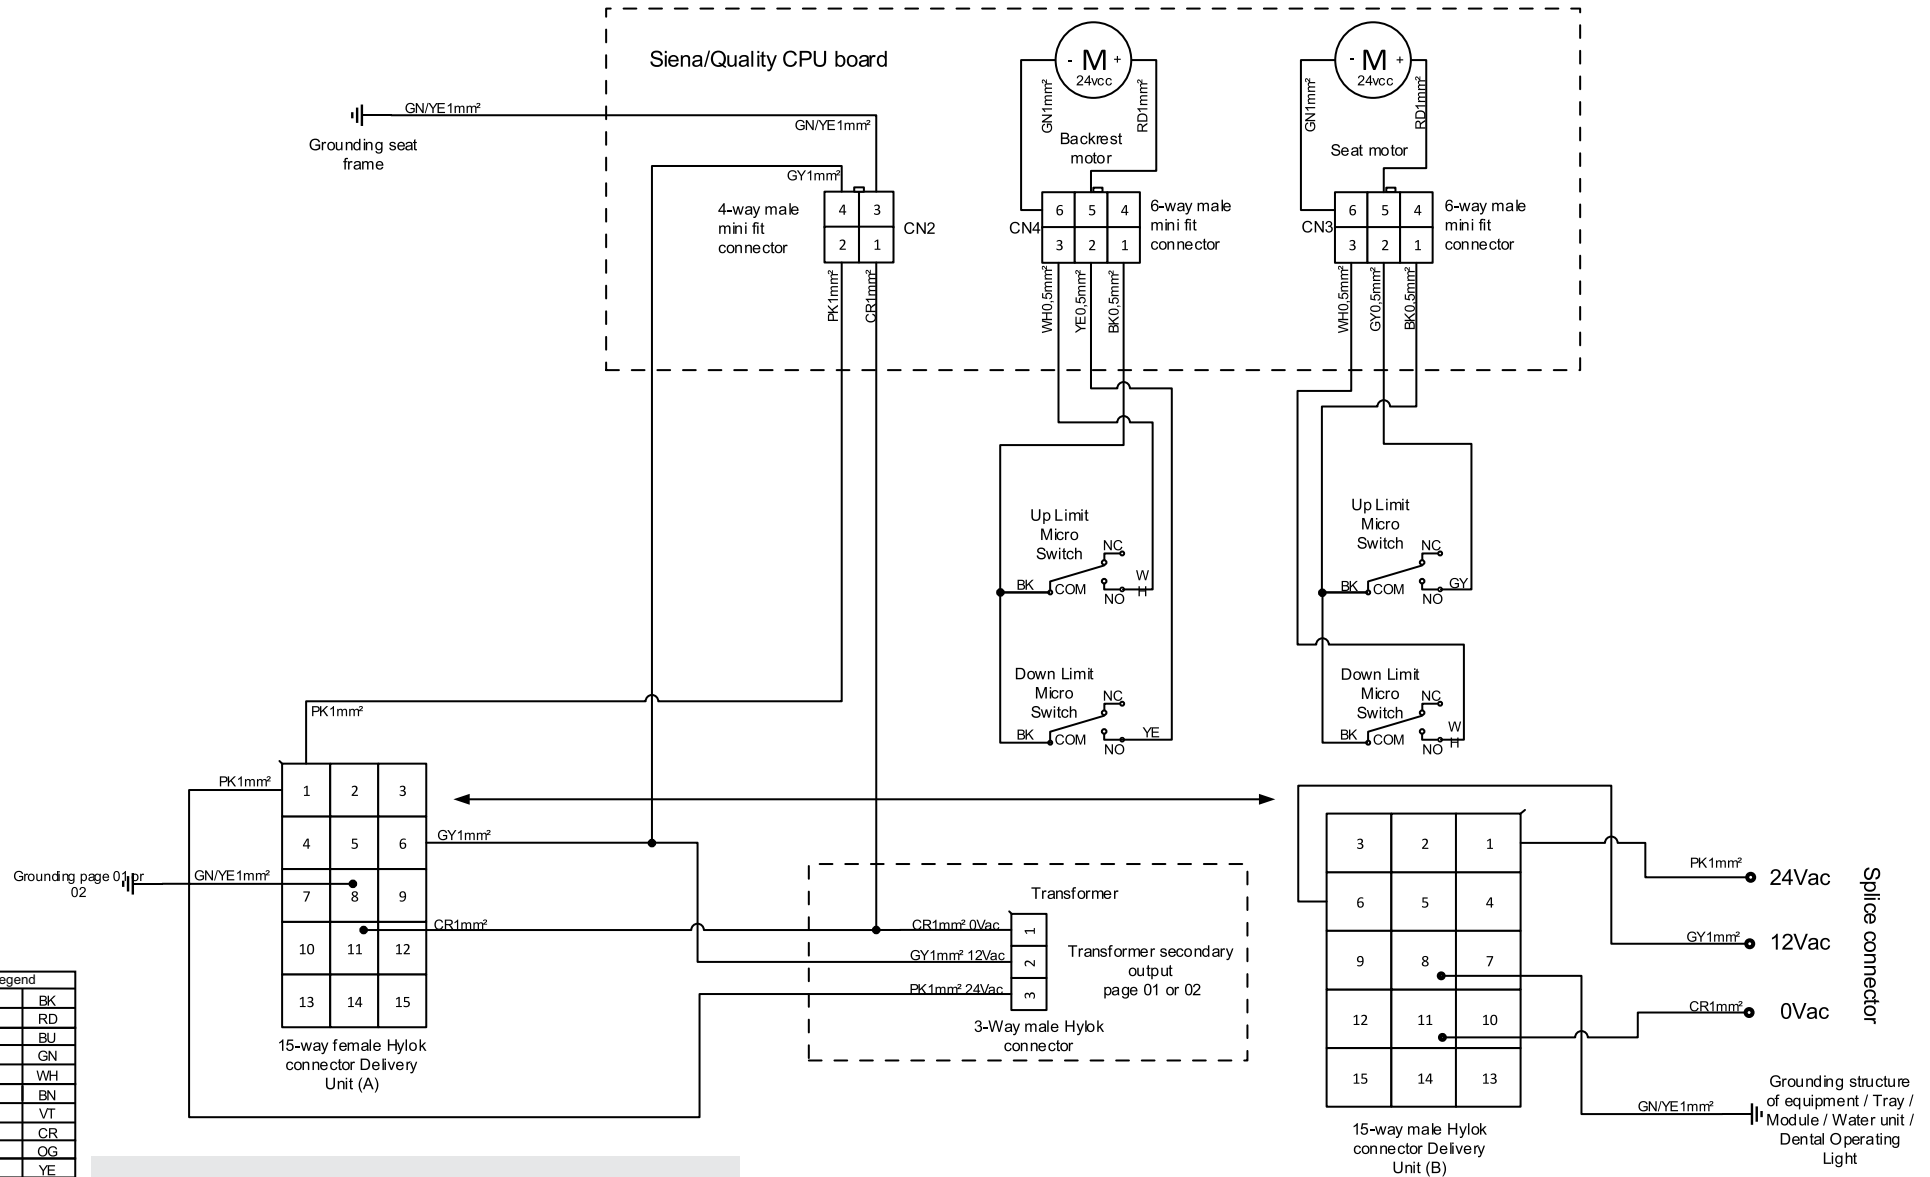 Siena/Quality CPU board
- M +
24vcc
- M +
24vcc
GN1mm²
RD1mm²
GN1mm²
RD1mm²
Backrest
motor
Seat motor
GN/YE1mm²
GN/YE1mm²
Grounding seat
frame
GY1mm²
4-way male
mini fit
connector
4 3
2 1
CN2
CN4
6 5 4
3 2 1
6-way male
mini fit
connector
CN3
6 5 4
3 2 1
6-way male
mini fit
connector
PK1mm²
CR1mm²
WH0,5mm²
YE0,5mm²
BK0,5mm²
WH0,5mm²
GY0,5mm²
BK0,5mm²
Up Limit
Micro
Switch
NC
BK
COM
NO
W
H
Up Limit
Micro
Switch
NC
BK
COM
NO
GY
Down Limit
Micro
Switch
NC
BK
COM
NO
YE
Down Limit
Micro
Switch
NC
BK
COM
NO
W
H
PK1mm²
PK1mm²
1 2 3
4 5 6
7 8 9
10 11 12
13 14 15
GY1mm²
Grounding page 01 or
02
GN/YE1mm²
CR1mm²
15-way female Hylok
connector Delivery
Unit (A)
Transformer
CR1mm² 0Vac
GY1mm² 12Vac
PK1mm² 24Vac
1
2
3
Transformer secondary
output
page 01 or 02
3-Way male Hylok
connector
3 2 1
6 5 4
9 8 7
12 11 10
15 14 13
15-way male Hylok
connector Delivery
Unit (B)
PK1mm²
24Vac
GY1mm²
12Vac
CR1mm²
0Vac
Splice connector
GN/YE1mm²
Grounding structure
of equipment / Tray /
Module / Water unit /
Dental Operating
Light
egend
BK
RD
BU
GN
WH
BN
VT
CR
OG
YE